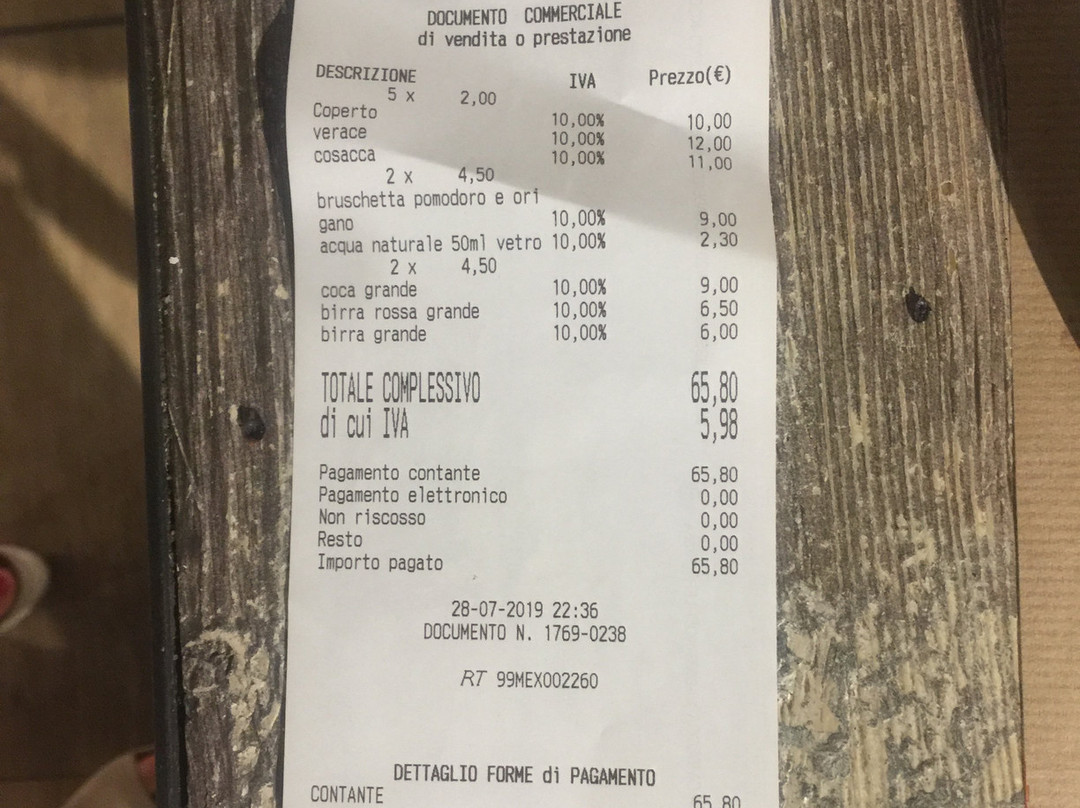 DOCUMENTO COMMERCIALE
di vendita o prestazione
DESCRIZIONE IVA Prezzo(€)
5 x 2,00
Coperto 10,00% 10,00
verace 10,00% 12,00
cosacca 10,00% 11,00
2 x 4,50
bruschetta pomodoro e ori
gano 10,00% 9,00
acqua naturale 50ml vetro 10,00% 2,30
2 x 4,50
coca grande 10,00% 9,00
birra rossa grande 10,00% 6,50
birra grande 10,00% 6,00
TOTALE COMPLESSIVO 65,80
di cui IVA 5,98
Pagamento contante 65,80
Pagamento elettronico 0,00
Non riscosso 0,00
Resto 0,00
Importo pagato 65,80
28-07-2019 22:36
DOCUMENTO N. 1769-0238
RT 99MEX002260
DETTAGLIO FORME di PAGAMENTO
CONTANTE 65,80